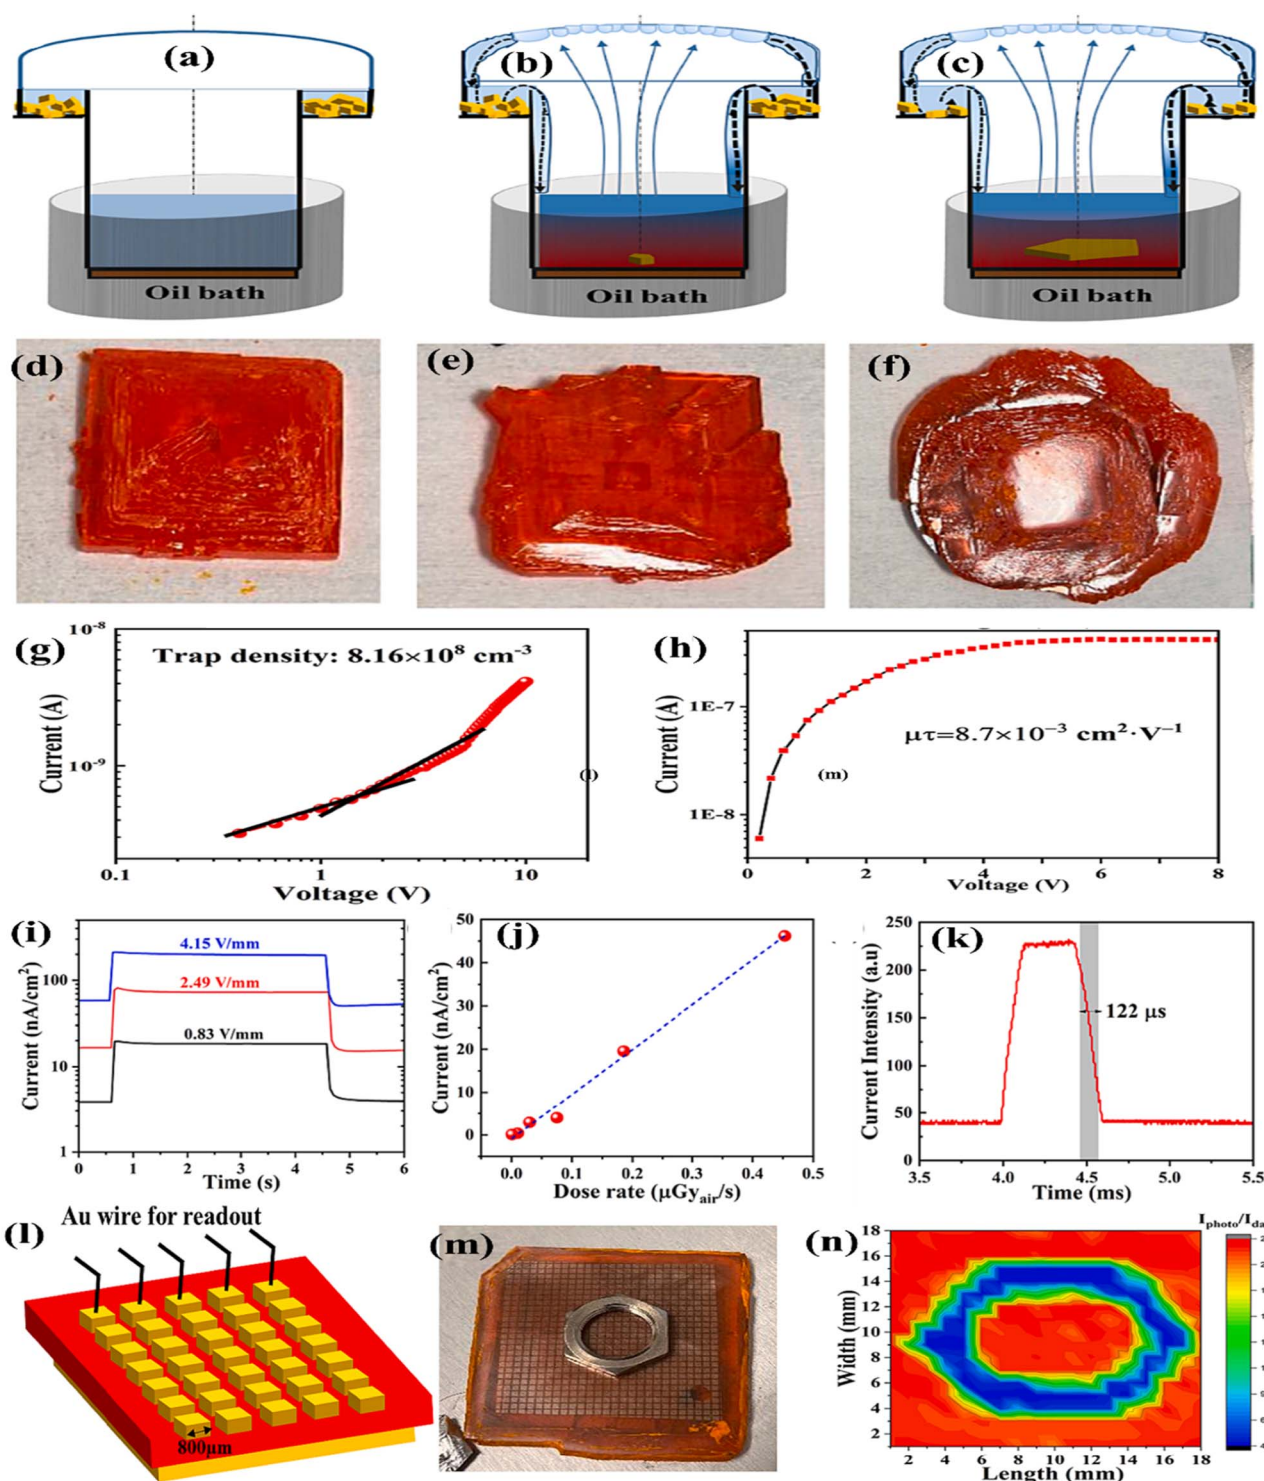 (a)
(b)
(c)
Oil bath
Oil bath
Oil bath
(d)
(e)
(f)
(g)
Trap density: 8.16×10⁸ cm⁻³
10⁻⁸
10⁻⁹
Current (A)
0.1
1
10
Voltage (V)
(l)
(h)
1E-7
1E-8
Current (A)
μτ=8.7×10⁻³ cm²·V⁻¹
(m)
0
2
4
6
8
Voltage (V)
(i)
4.15 V/mm
2.49 V/mm
0.83 V/mm
100
10
1
Current (nA/cm²)
0
1
2
3
4
5
6
Time (s)
(j)
50
40
30
20
10
0
Current (nA/cm²)
0.0
0.1
0.2
0.3
0.4
0.5
Dose rate (μGyair/s)
(k)
250
200
150
100
50
0
Current Intensity (a.u)
122 μs
3.5
4.0
4.5
5.0
5.5
Time (ms)
(l)
Au wire for readout
800μm
(m)
(n)
Iphoto/Ida
18
16
14
12
10
8
6
4
2
Width (mm)
2
4
6
8
10
12
14
16
18
Length (mm)